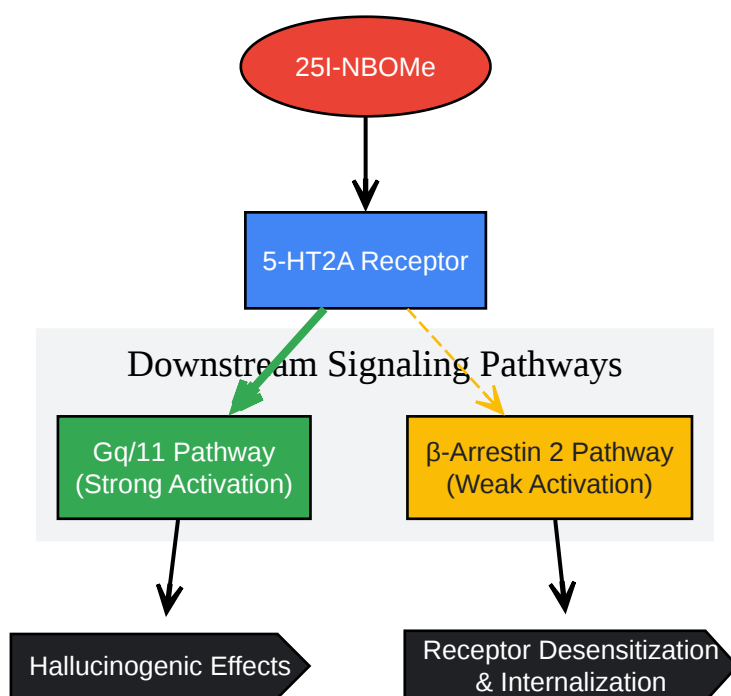 25I-NBOMe
5-HT2A Receptor
Downstream Signaling Pathways
Gq/11 Pathway
(Strong Activation)
β-Arrestin 2 Pathway
(Weak Activation)
Hallucinogenic Effects
Receptor Desensitization
& Internalization